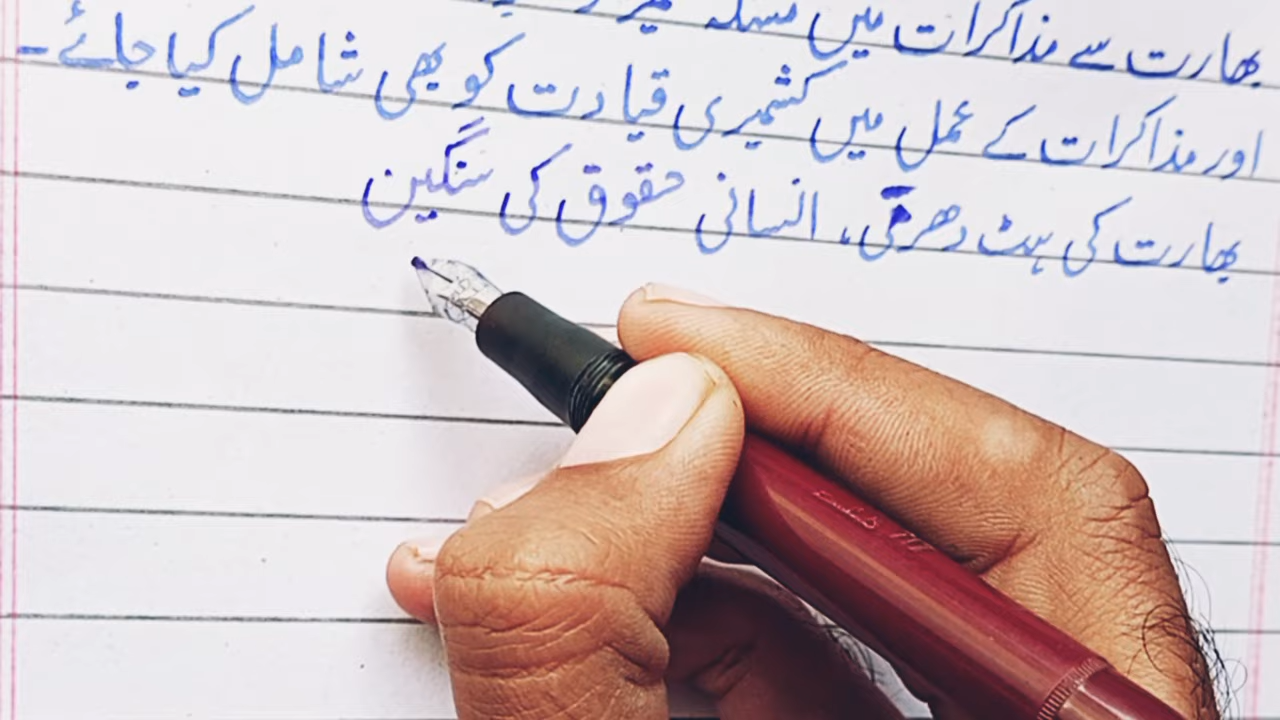 بھارت سے مذاکرات میں مسئلہ
اور مذاکرات کے عمل میں کشمیری قیادت کو بھی شامل کیا جائے۔
بھارت کی ہٹ دھرمی، انسانی حقوق کی سنگین